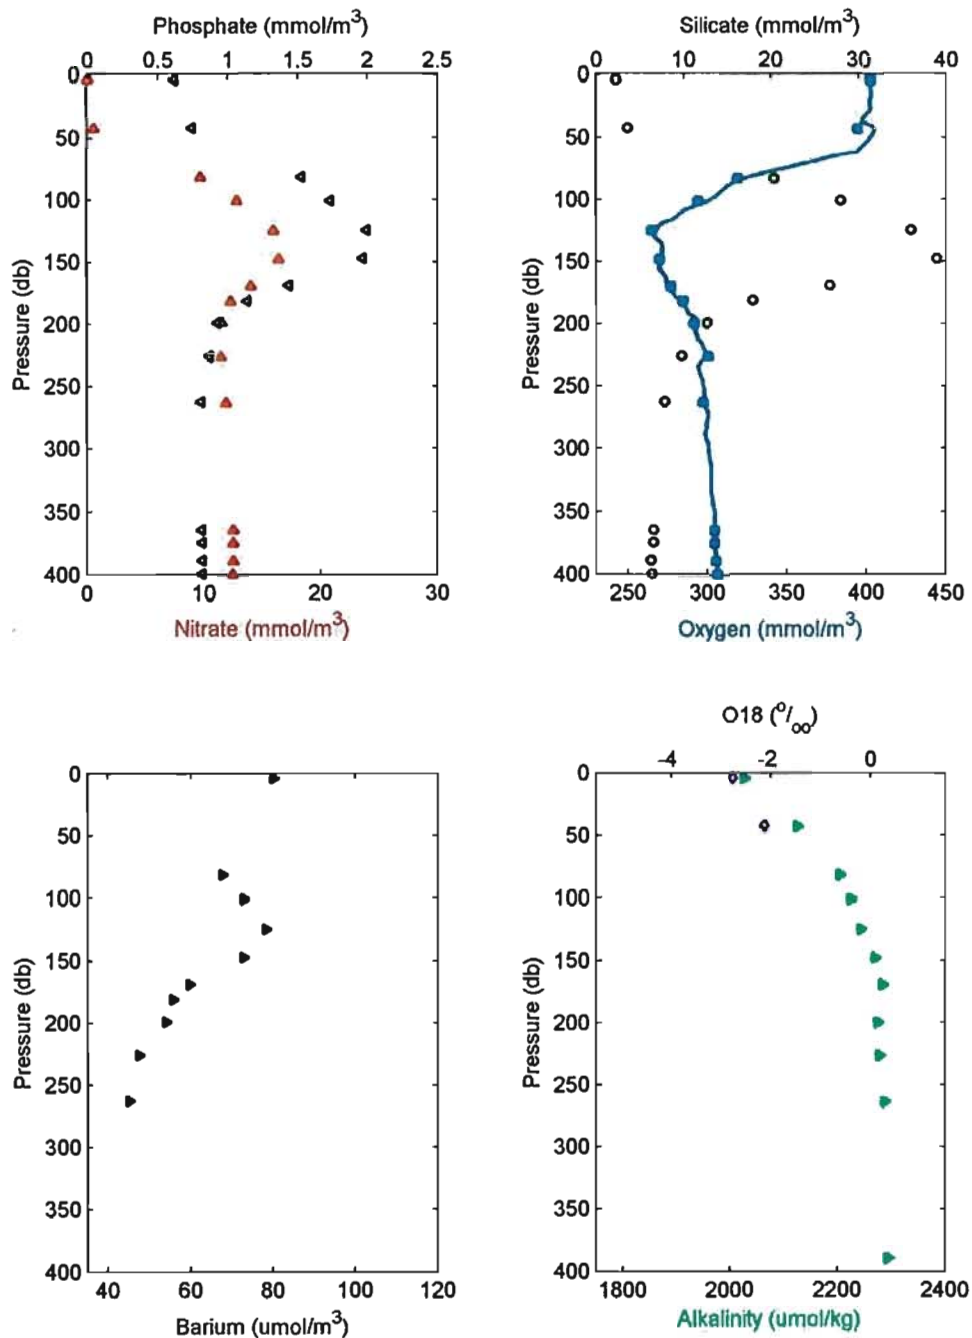 Phosphate (mmol/m³)
0 0.5 1 1.5 2 2.5
0
50
100
150
200
250
300
350
400
Pressure (db)
0 10 20 30
Nitrate (mmol/m³)
Silicate (mmol/m³)
0 10 20 30 40
0
50
100
150
200
250
300
350
400
Pressure (db)
250 300 350 400 450
Oxygen (mmol/m³)
0
50
100
150
200
250
300
350
400
Pressure (db)
40 60 80 100 120
Barium (umol/m³)
O18 (º/ₒₒ)
-4 -2 0
0
50
100
150
200
250
300
350
400
Pressure (db)
1800 2000 2200 2400
Alkalinity (umol/kg)